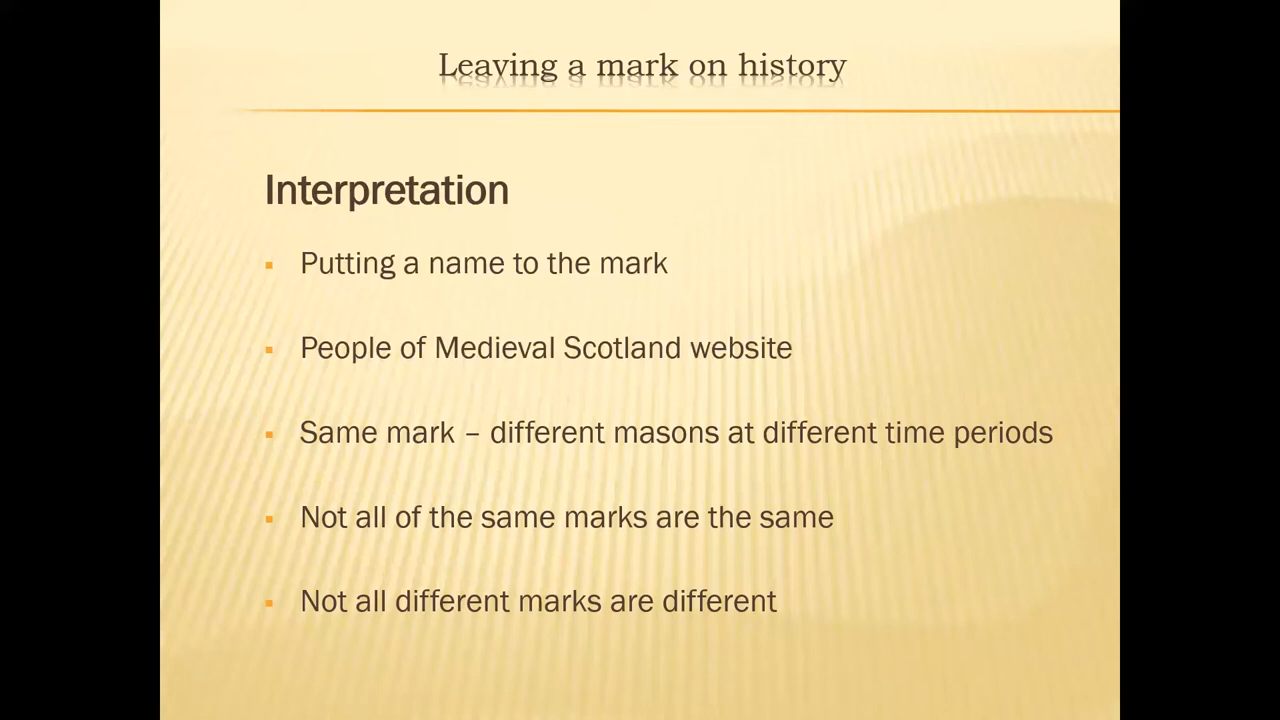 Leaving a mark on history
Interpretation
Putting a name to the mark
People of Medieval Scotland website
Same mark – different masons at different time periods
Not all of the same marks are the same
Not all different marks are different